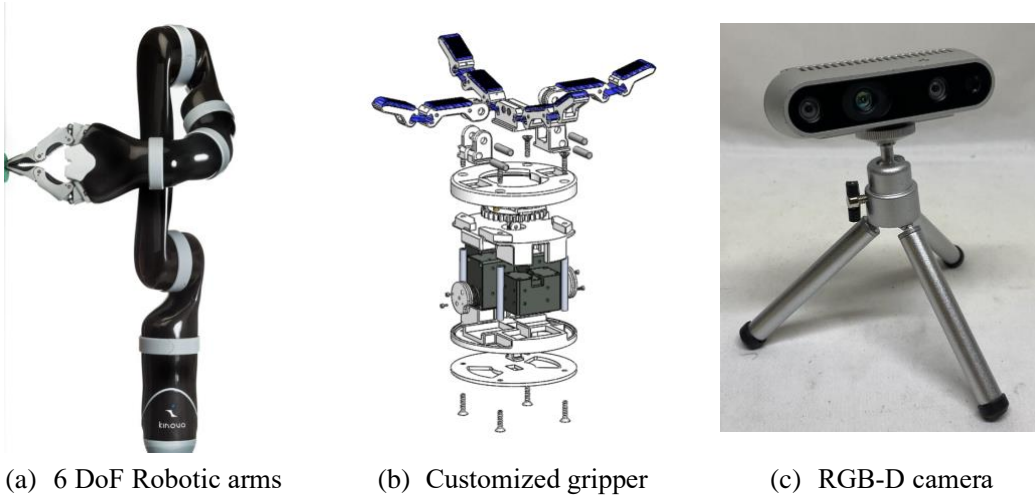 kinova
(a) 6 DoF Robotic arms
(b) Customized gripper
(c) RGB-D camera